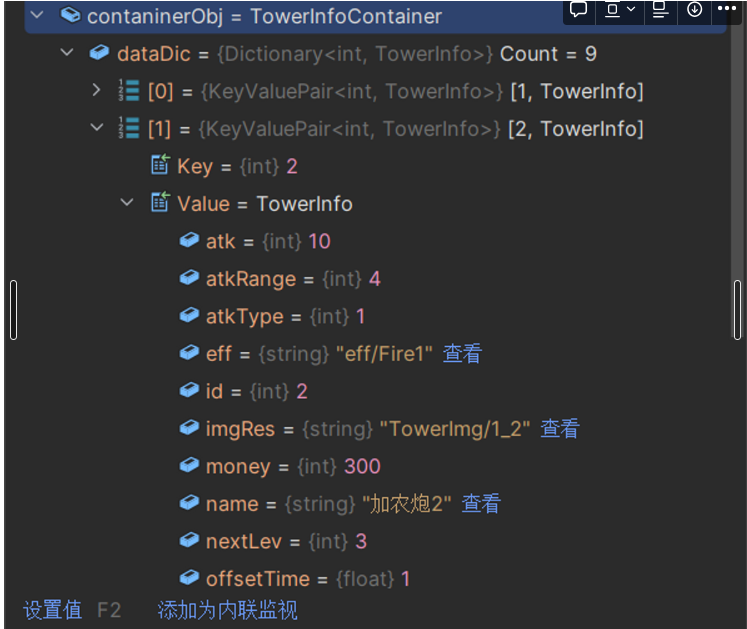 contaninerObj = TowerInfoContainer
dataDic = {Dictionary<int, TowerInfo>} Count = 9
[0] = {KeyValuePair<int, TowerInfo>} [1, TowerInfo]
[1] = {KeyValuePair<int, TowerInfo>} [2, TowerInfo]
Key = {int} 2
Value = TowerInfo
atk = {int} 10
atkRange = {int} 4
atkType = {int} 1
eff = {string} "eff/Fire1" 查看
id = {int} 2
imgRes = {string} "TowerImg/1_2" 查看
money = {int} 300
name = {string} "加农炮2" 查看
nextLev = {int} 3
offsetTime = {float} 1
设置值 F2 添加为内联监视